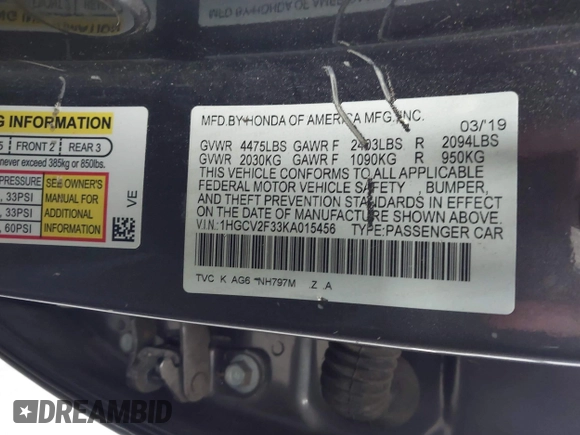 G INFORMATION
5 FRONT 2 REAR 3
never exceed 385kg or 850lbs.
PRESSURE
, 33PSI
, 33PSI
, 60PSI
SEE OWNER'S
MANUAL FOR
ADDITIONAL
INFORMATION
VE
MFD. BY HONDA OF AMERICA MFG., INC.
03/'19
GVWR 4475LBS GAWR F 2403LBS R 2094LBS
GVWR 2030KG GAWR F 1090KG R 950KG
THIS VEHICLE CONFORMS TO ALL APPLICABLE
FEDERAL MOTOR VEHICLE SAFETY , BUMPER,
AND THEFT PREVENTION STANDARDS IN EFFECT
ON THE DATE OF MANUFACTURE SHOWN ABOVE.
V.I.N.: 1HGCV2F33KA015456 TYPE: PASSENGER CAR
TVC K AG6 -NH797M Z .A
DREAMBID